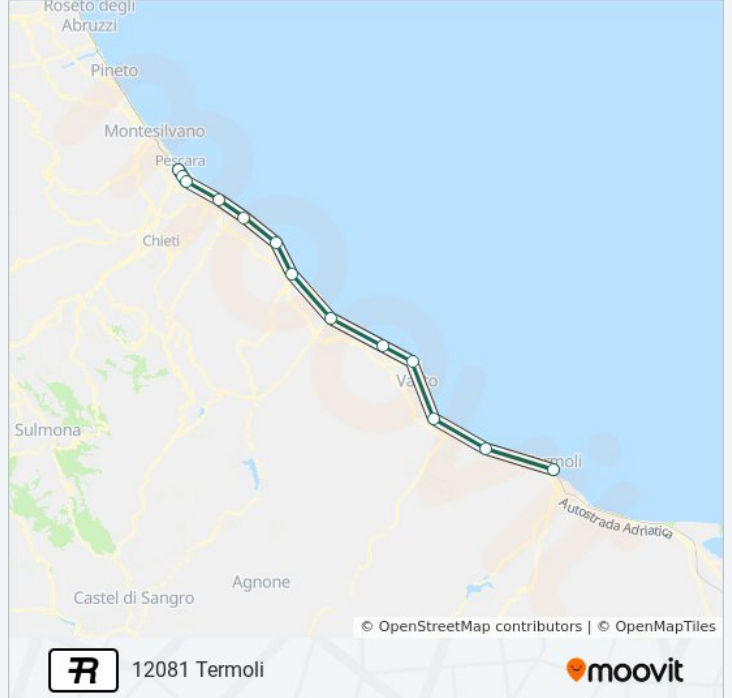 Roseto degli
Abruzzi
Pineto
Montesilvano
Pescara
Chieti
Vasto
Sulmona
Termoli
Autostrada Adriatica
Agnone
Castel di Sangro
© OpenStreetMap contributors | © OpenMapTiles
R 12081 Termoli
moovit